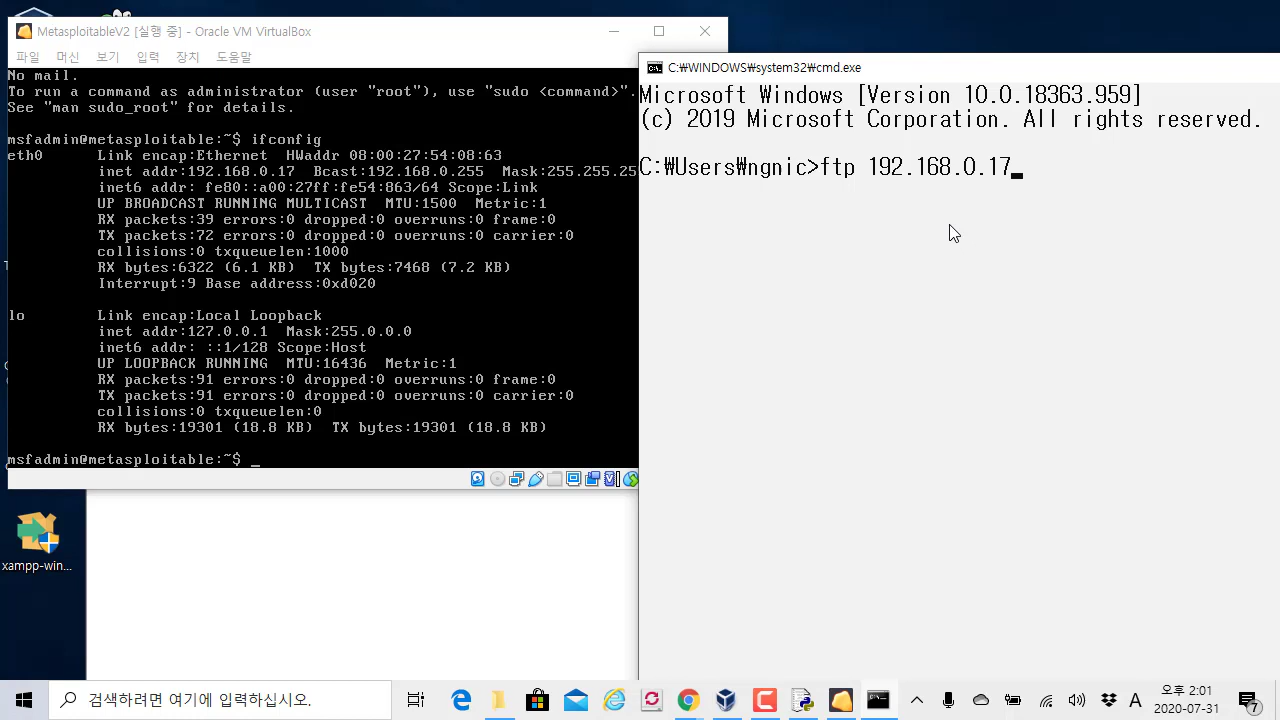 MetasploitableV2 [실행 중] - Oracle VM VirtualBox
파일 머신 보기 입력 장치 도움말
No mail.
To run a command as administrator (user "root"), use "sudo <command>".
See "man sudo_root" for details.
msfadmin@metasploitable:~$ ifconfig
eth0 Link encap:Ethernet HWaddr 08:00:27:54:08:63
inet addr:192.168.0.17 Bcast:192.168.0.255 Mask:255.255.25
inet6 addr: fe80::a00:27ff:fe54:863/64 Scope:Link
UP BROADCAST RUNNING MULTICAST MTU:1500 Metric:1
RX packets:39 errors:0 dropped:0 overruns:0 frame:0
TX packets:72 errors:0 dropped:0 overruns:0 carrier:0
collisions:0 txqueuelen:1000
RX bytes:6322 (6.1 KB) TX bytes:7468 (7.2 KB)
Interrupt:9 Base address:0xd020
lo Link encap:Local Loopback
inet addr:127.0.0.1 Mask:255.0.0.0
inet6 addr: ::1/128 Scope:Host
UP LOOPBACK RUNNING MTU:16436 Metric:1
RX packets:91 errors:0 dropped:0 overruns:0 frame:0
TX packets:91 errors:0 dropped:0 overruns:0 carrier:0
collisions:0 txqueuelen:0
RX bytes:19301 (18.8 KB) TX bytes:19301 (18.8 KB)
msfadmin@metasploitable:~$ _
C:₩WINDOWS₩system32₩cmd.exe
Microsoft Windows [Version 10.0.18363.959]
(c) 2019 Microsoft Corporation. All rights reserved.
C:₩Users₩ngnic>ftp 192.168.0.17_
xampp-win...
검색하려면 여기에 입력하십시오.
A
오후 2:01
2020-07-31
7